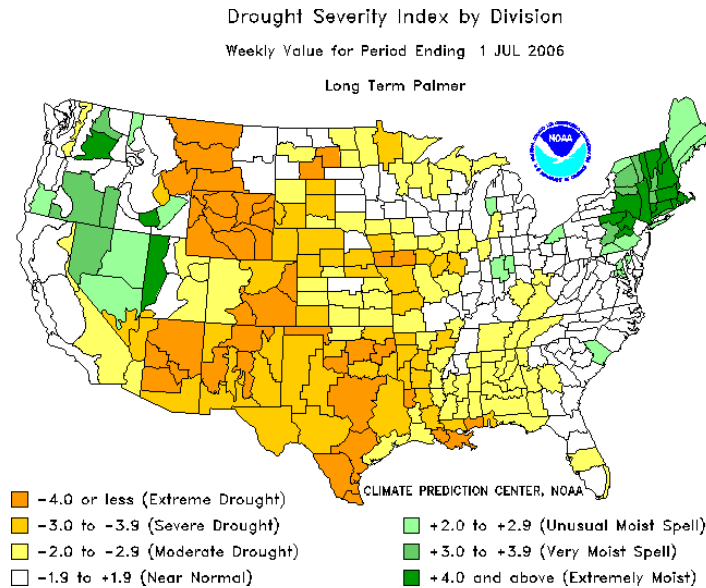 Drought Severity Index by Division
Weekly Value for Period Ending 1 JUL 2006
Long Term Palmer
NOAA
CLIMATE PREDICTION CENTER, NOAA
-4.0 or less (Extreme Drought)
-3.0 to -3.9 (Severe Drought)
-2.0 to -2.9 (Moderate Drought)
-1.9 to +1.9 (Near Normal)
+2.0 to +2.9 (Unusual Moist Spell)
+3.0 to +3.9 (Very Moist Spell)
+4.0 and above (Extremely Moist)